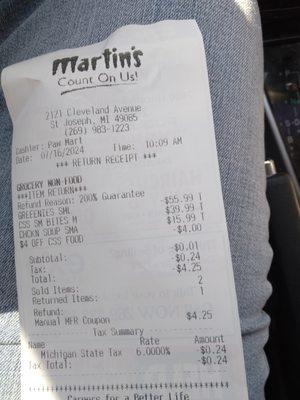 martin's
Count On Us!
2121 Cleveland Avenue
St Joseph, MI 49085
(269) 983-1223
Cashier: Paw Mart
Date: 07/16/2024 Time: 10:09 AM
*** RETURN RECEIPT ***
GROCERY NON-FOOD
***ITEM RETURN***
Refund Reason: 200% Guarantee
GREEENIES SML -$55.99 T
CSS SM BITES M $39.99 T
CHCKN SOUP SMA $15.99 T
$4 OFF CSS FOOD -$4.00
Subtotal: -$0.01
Tax: -$0.24
Total: -$4.25
Sold Items: 2
Returned Items: 1
Refund:
Manual MFR Coupon $4.25
Tax Summary
Name Rate Amount
Michigan State Tax 6.0000% -$0.24
Tax Total: -$0.24
Careers for a Better Life